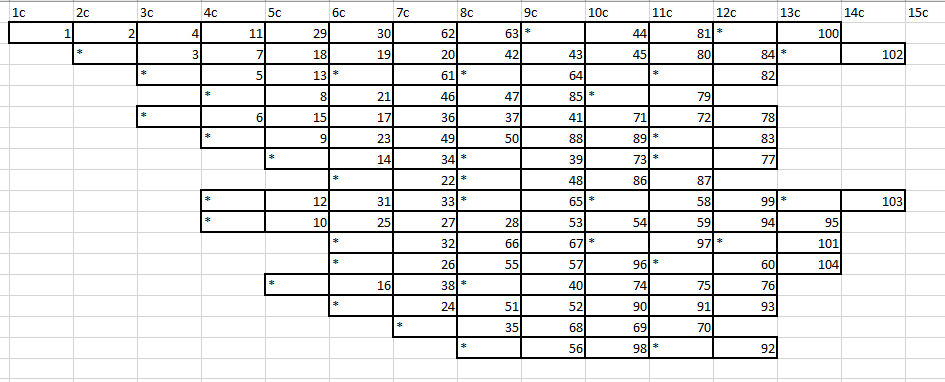 1c 2c 3c 4c 5c 6c 7c 8c 9c 10c 11c 12c 13c 14c 15c
1 2 4 11 29 30 62 63 * 44 81 * 100
* 3 7 18 19 20 42 43 45 80 84 * 102
* 5 13 * 61 * 64 * 82
* 8 21 46 47 85 * 79
* 6 15 17 36 37 41 71 72 78
* 9 23 49 50 88 89 * 83
* 14 34 * 39 73 * 77
* 22 * 48 86 87
* 12 31 33 * 65 * 58 99 * 103
* 10 25 27 28 53 54 59 94 95
* 32 66 67 * 97 * 101
* 26 55 57 96 * 60 104
* 16 38 * 40 74 75 76
* 24 51 52 90 91 93
* 35 68 69 70
* 56 98 * 92